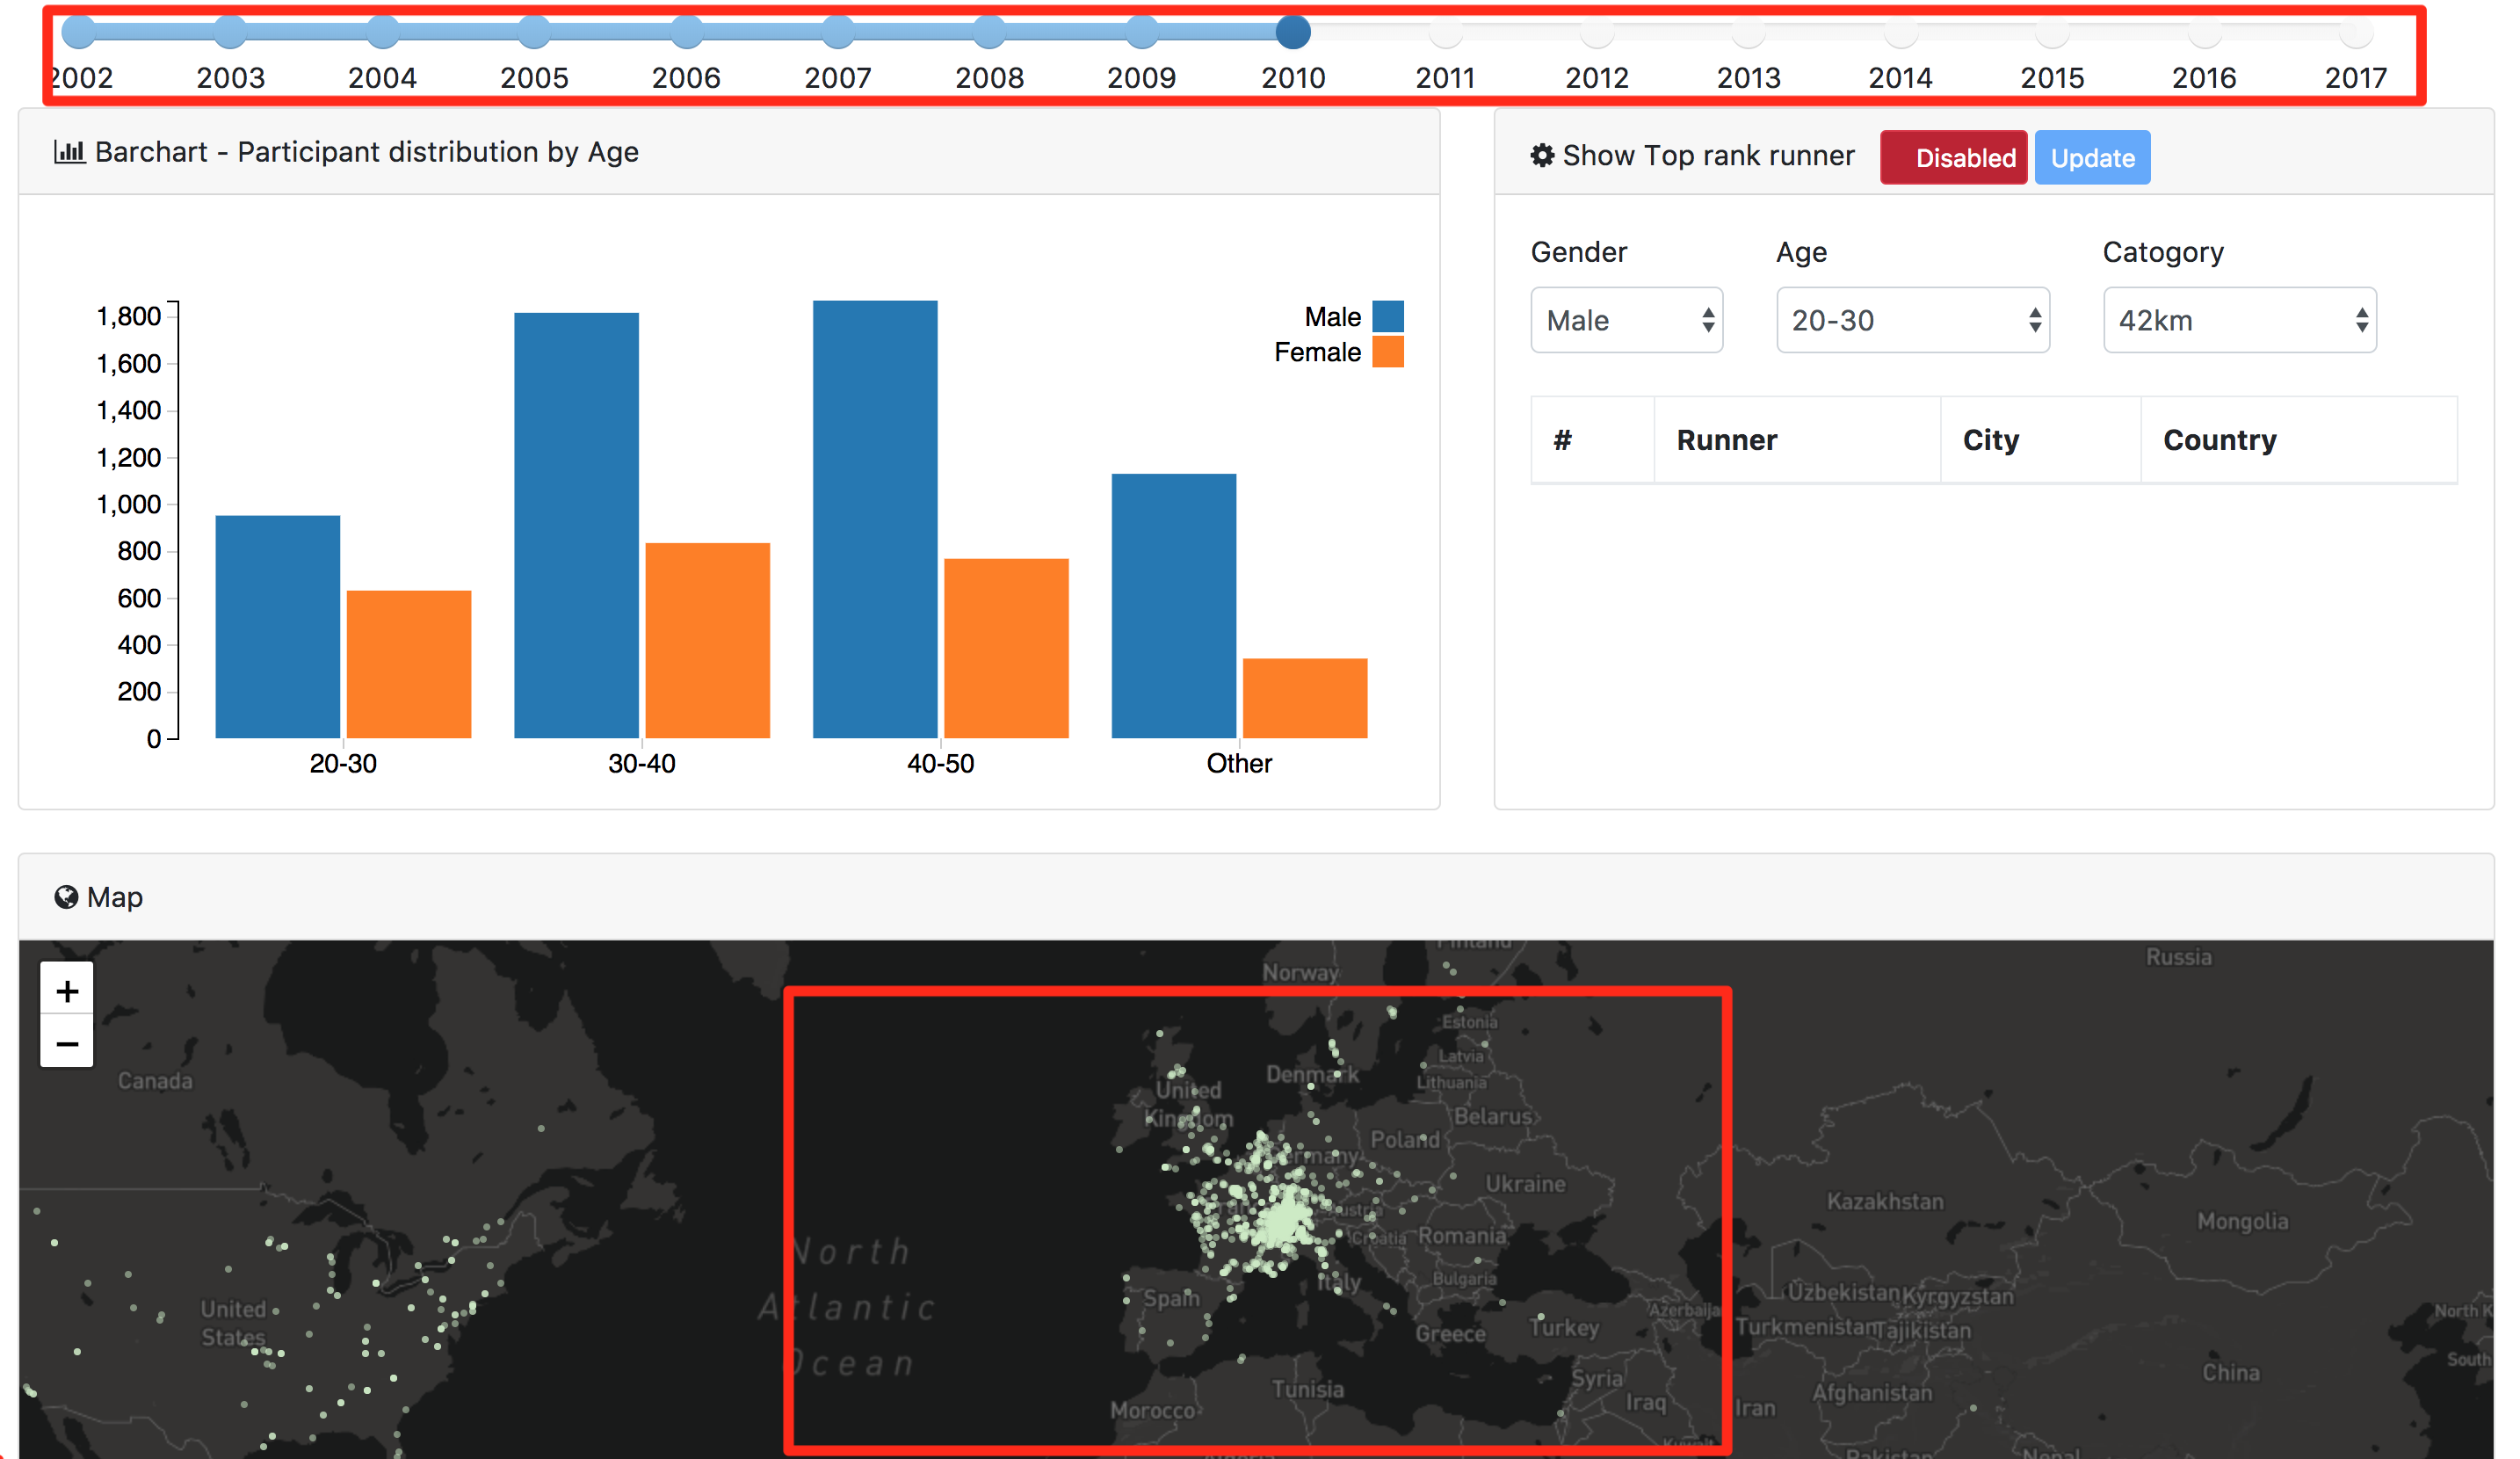 2002 2003 2004 2005 2006 2007 2008 2009 2010 2011 2012 2013 2014 2015 2016 2017
Barchart - Participant distribution by Age
1,800
1,600
1,400
1,200
1,000
800
600
400
200
0
20-30 30-40 40-50 Other
Male
Female
Show Top rank runner Disabled Update
Gender Age Catogory
Male 20-30 42km
# Runner City Country
Map
+
−
Finland
Norway
Russia
Estonia
Latvia
Denmark
Lithuania
Canada
United
Kingdom
Belarus
Poland
Germany
Ukraine
Kazakhstan
Mongolia
Austria
Croatia
Romania
North
Atlantic
Ocean
Italy
Bulgaria
Spain
United
States
Azerbaijan
Uzbekistan
Kyrgyzstan
North K
Greece
Turkey
Turkmenistan
Tajikistan
South
China
Syria
Tunisia
Afghanistan
Morocco
Iraq
Iran
Kuwait
Algeria
Pakistan
Nepal